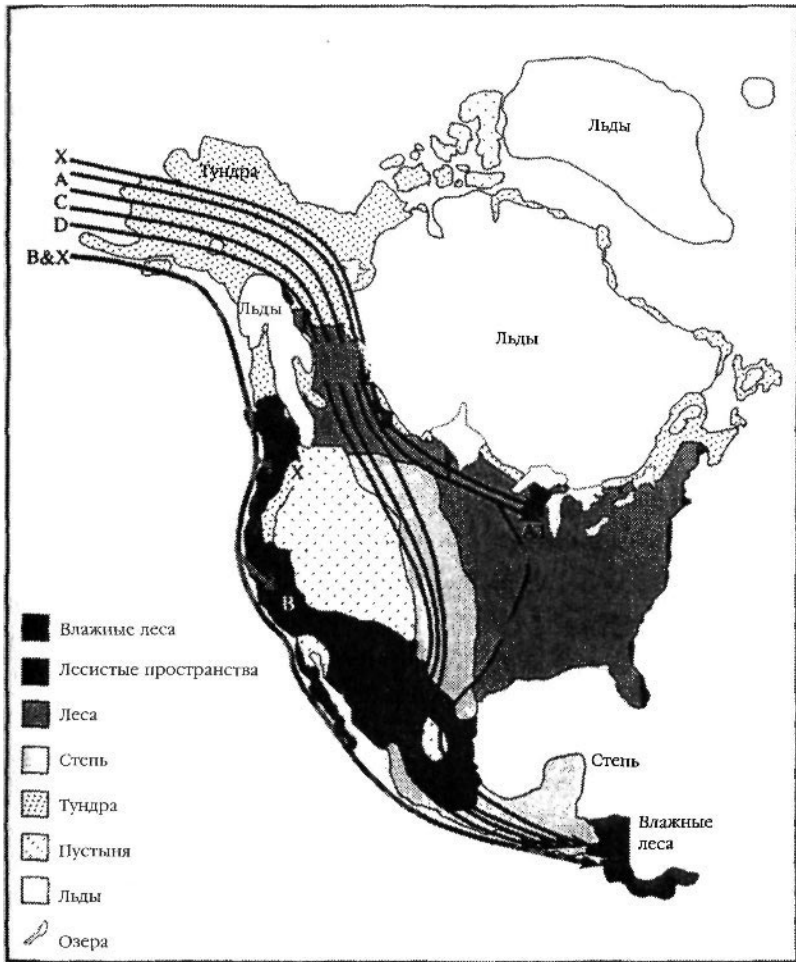 Льды
X
Тундра
A
C
D
B&X
Льды
Льды
X
A
B
Влажные леса
Лесистые пространства
Леса
Степь
Степь
Тундра
Влажные
леса
Пустыня
Льды
Озера